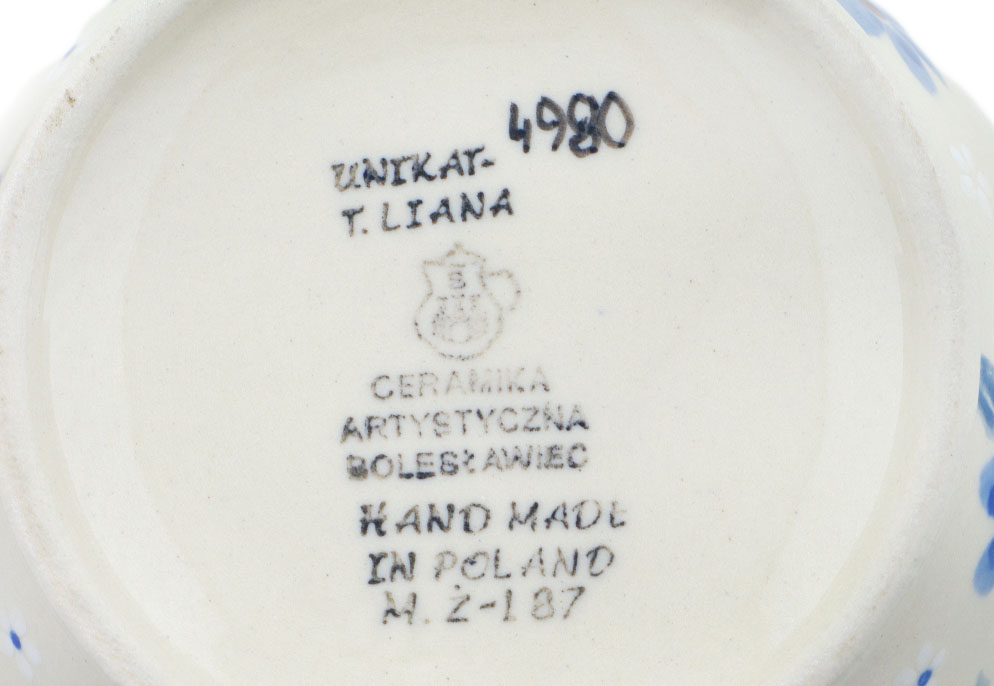 4980
UNIKAT-
T. LIANA
S
CERAMIKA
ARTYSTYCZNA
BOLESŁAWIEC
HAND MADE
IN POLAND
M. Ż-187